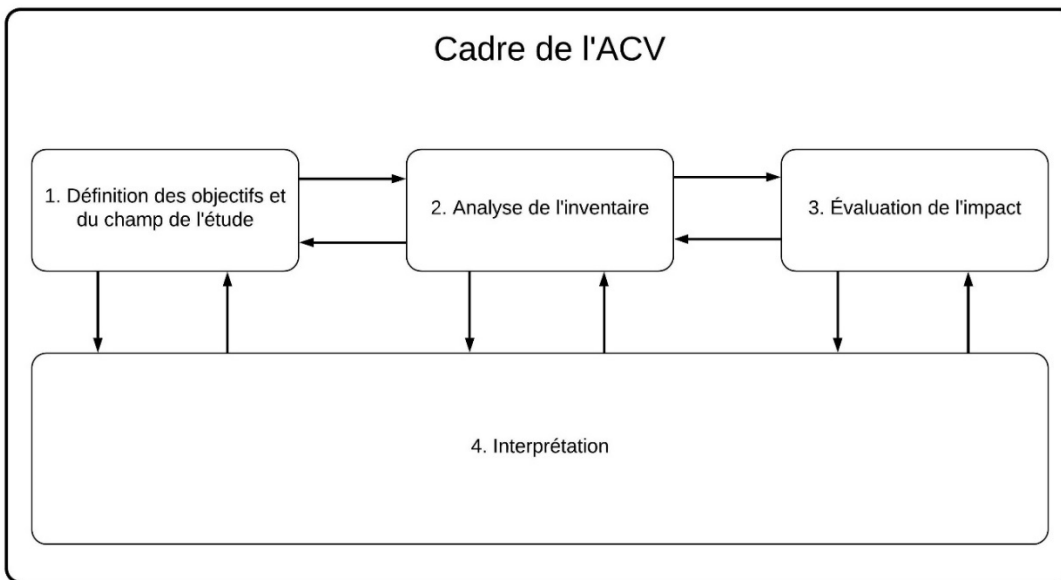 Cadre de l'ACV
1. Définition des objectifs et
du champ de l'étude
2. Analyse de l'inventaire
3. Évaluation de l'impact
4. Interprétation